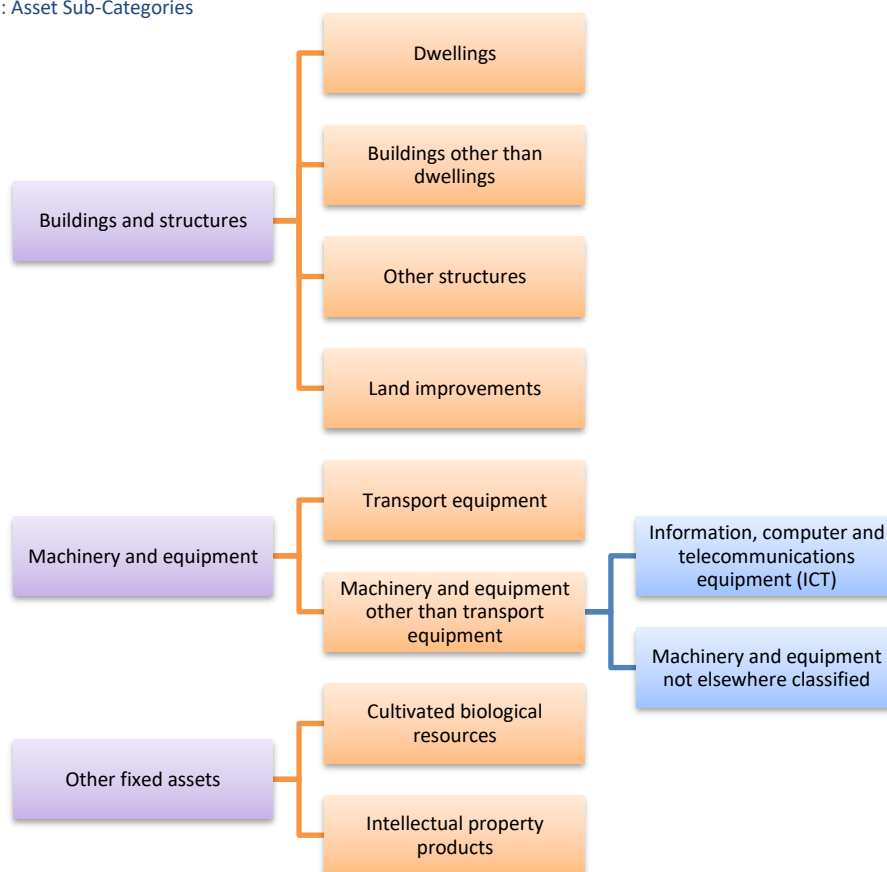 : Asset Sub-Categories
Dwellings
Buildings other than
dwellings
Buildings and structures
Other structures
Land improvements
Transport equipment
Machinery and equipment
Machinery and equipment
other than transport
equipment
Information, computer and
telecommunications
equipment (ICT)
Machinery and equipment
not elsewhere classified
Cultivated biological
resources
Other fixed assets
Intellectual property
products